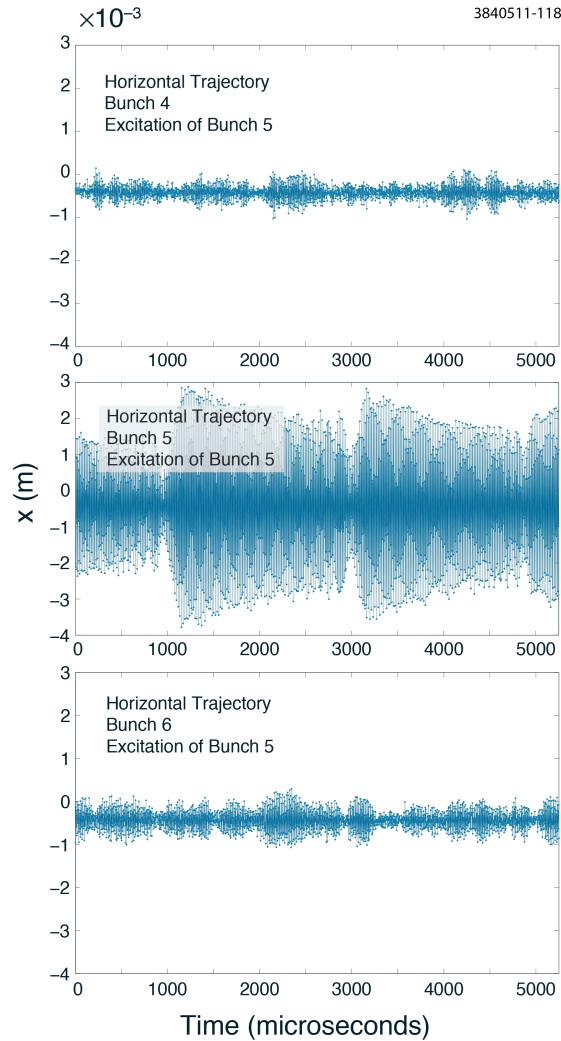 ×10−3
3840511-118
3
2
1
0
−1
−2
−3
−4
Horizontal Trajectory
Bunch 4
Excitation of Bunch 5
0 1000 2000 3000 4000 5000
3
2
1
0
−1
−2
−3
−4
Horizontal Trajectory
Bunch 5
Excitation of Bunch 5
x (m)
0 1000 2000 3000 4000 5000
3
2
1
0
−1
−2
−3
−4
Horizontal Trajectory
Bunch 6
Excitation of Bunch 5
0 1000 2000 3000 4000 5000
Time (microseconds)